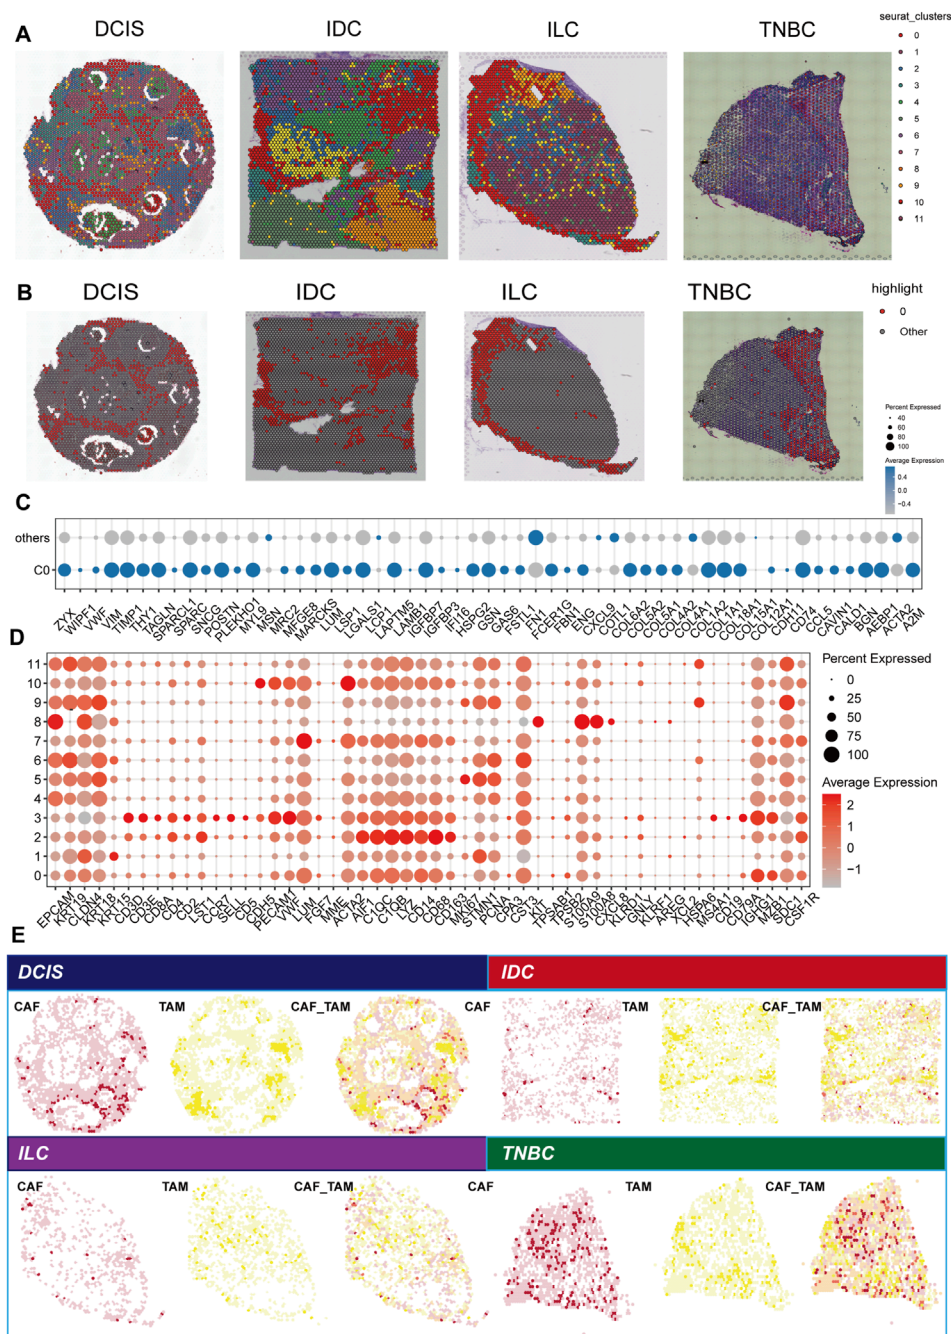 A
DCIS
IDC
ILC
TNBC
seurat_clusters
0
1
2
3
4
5
6
7
8
9
10
11
B
DCIS
IDC
ILC
TNBC
highlight
0
Other
Percent Expressed
40
60
80
100
Average Expression
0.4
0.0
−0.4
C
others
C0
ZYX
WIPF1
VWF
VIM
TIMP1
THY1
TAGLN
SPARCL1
SPARC
SNCG
POSTN
PLEKHO1
MYL9
MSN
MRC2
MFGE8
MARCKS
LUM
LSP1
LGALS1
LCP1
LAPTM5
LAMB1
IGFBP7
IGFBP3
IFI16
HSPG2
GSN
GAS6
FSTL1
FN1
FCER1G
FBN1
ENG
CXCL9
COTL1
COL6A2
COL5A2
COL5A1
COL4A2
COL4A1
COL1A2
COL1A1
COL18A1
COL15A1
COL12A1
CDH11
CD74
CCL5
CAVIN1
CALD1
BGN
AEBP1
ACTA2
A2M
D
11
10
9
8
7
6
5
4
3
2
1
0
EPCAM
KRT19
CLDN4
KRT18
KRT15
CD3D
CD3E
CD8A
CD4
CD2
LST1
CCR7
SELL
CD5
CDH5
PECAM1
VWF
LUM
FGF7
MME
ACTA2
AIF1
C1QC
C1QB
LYZ
CD14
CD68
CD163
MKI67
STMN1
PCNA
CPA3
CST3
KIT
TPSAB1
TPSB2
S100A9
S100A8
CXCL8
KLRD1
GNLY
KLRF1
AREG
XCL2
HSPA6
MS4A1
CD19
CD79A
IGHG1
MZB1
SDC1
CSF1R
Percent Expressed
0
25
50
75
100
Average Expression
2
1
0
−1
E
DCIS
IDC
CAF
TAM
CAF_TAM
CAF
TAM
CAF_TAM
ILC
TNBC
CAF
TAM
CAF_TAM
CAF
TAM
CAF_TAM